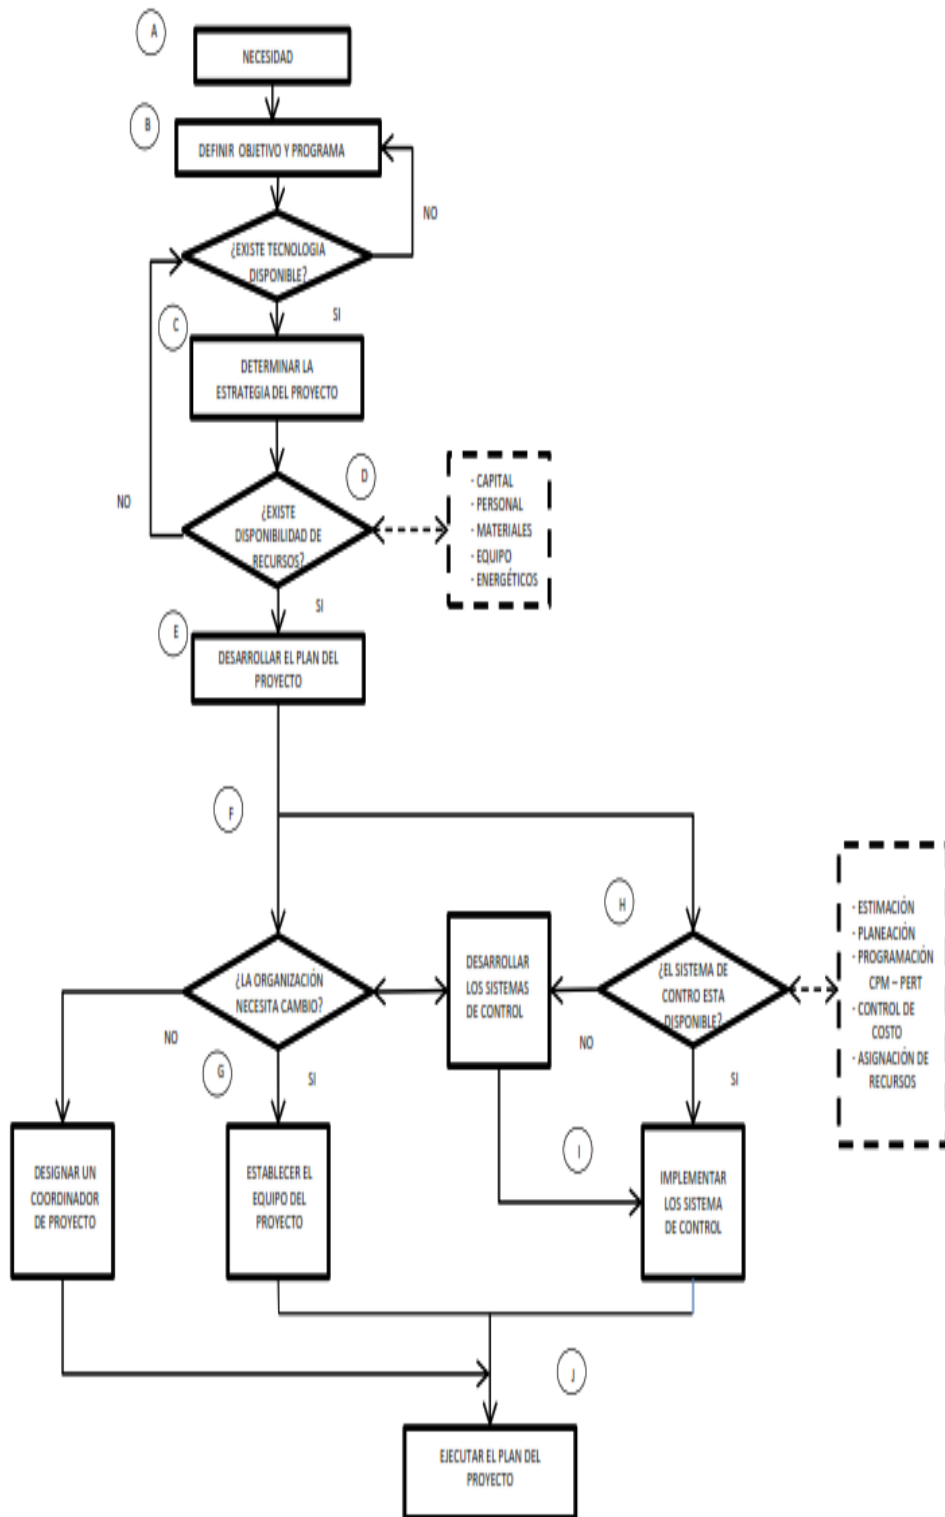 A
NECESIDAD
B
DEFINIR OBJETIVO Y PROGRAMA
NO
¿EXISTE TECNOLOGIA
DISPONIBLE?
SI
C
DETERMINAR LA
ESTRATEGIA DEL PROYECTO
D
- CAPITAL
- PERSONAL
- MATERIALES
- EQUIPO
- ENERGÉTICOS
NO
¿EXISTE
DISPONIBILIDAD DE
RECURSOS?
SI
E
DESARROLLAR EL PLAN DEL
PROYECTO
F
H
- ESTIMACIÓN
- PLANEACIÓN
- PROGRAMACIÓN
CPM – PERT
- CONTROL DE
COSTO
- ASIGNACIÓN DE
RECURSOS
¿LA ORGANIZACIÓN
NECESITA CAMBIO?
DESARROLLAR
LOS SISTEMAS
DE CONTROL
¿EL SISTEMA DE
CONTRO ESTA
DISPONIBLE?
NO
G
SI
NO
SI
I
DESIGNAR UN
COORDINADOR
DE PROYECTO
ESTABLECER EL
EQUIPO DEL
PROYECTO
IMPLEMENTAR
LOS SISTEMA
DE CONTROL
J
EJECUTAR EL PLAN DEL
PROYECTO